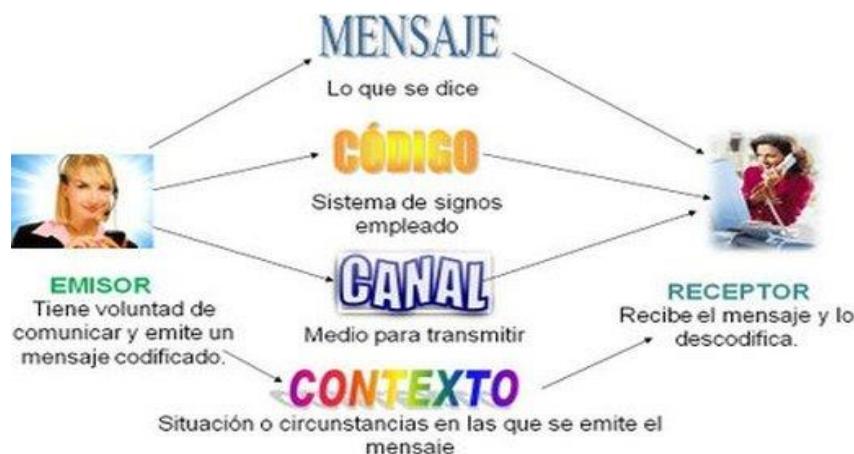 MENSAJE
Lo que se dice
CÓDIGO
Sistema de signos
empleado
CANAL
Medio para transmitir
EMISOR
Tiene voluntad de
comunicar y emite un
mensaje codificado.
RECEPTOR
Recibe el mensaje y lo
descodifica.
CONTEXTO
Situación o circunstancias en las que se emite el
mensaje